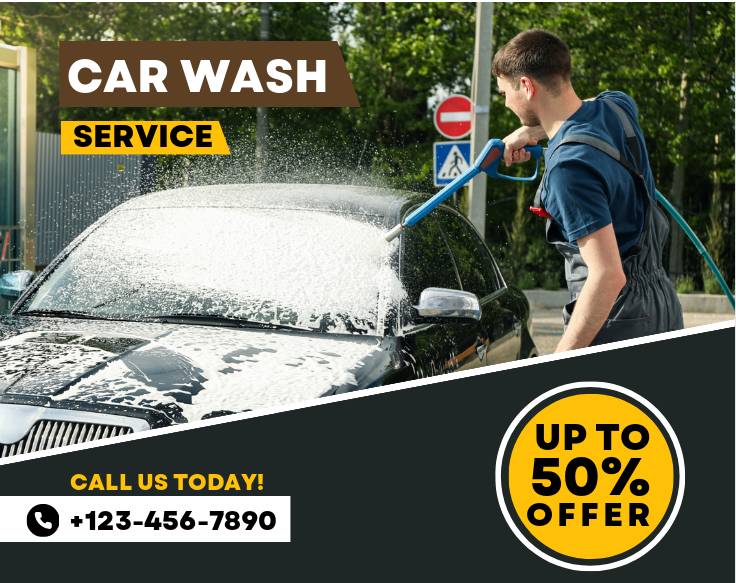 CAR WASH
SERVICE
CALL US TODAY!
+123-456-7890
UP TO
50%
OFFER